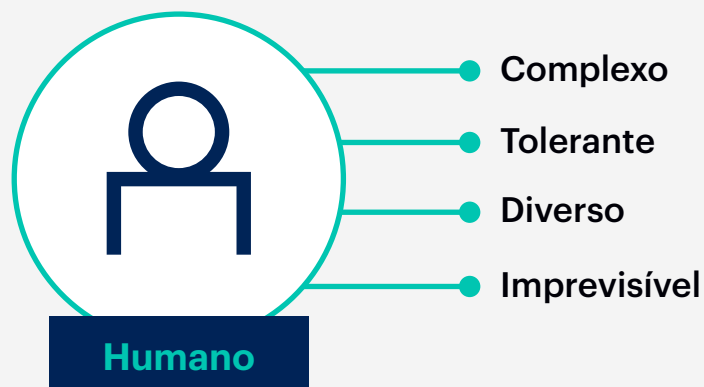 Complexo
Tolerante
Diverso
Imprevisível
Humano